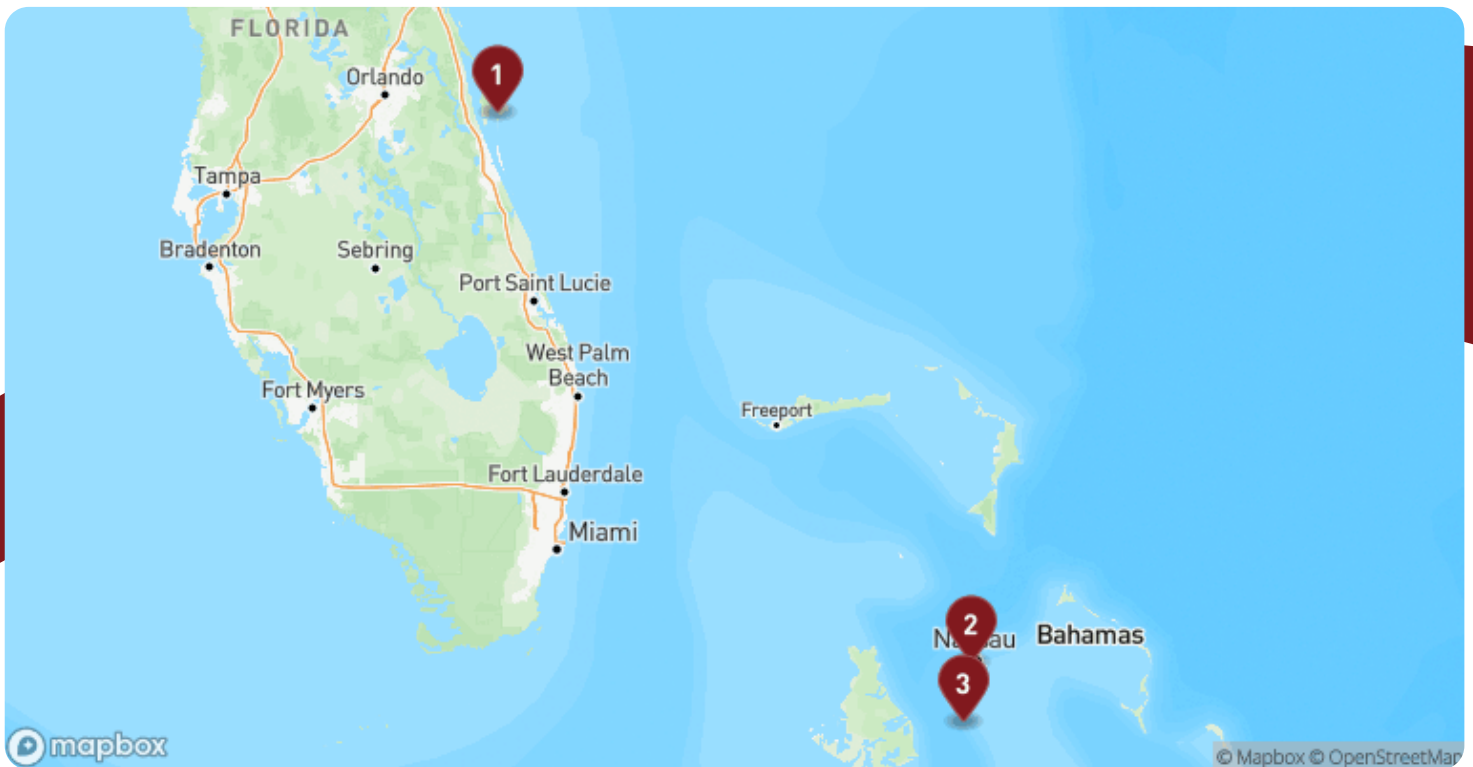 FLORIDA
1
Orlando
Tampa
Bradenton
Sebring
Port Saint Lucie
West Palm
Beach
Fort Myers
Freeport
Fort Lauderdale
Miami
2
Bahamas
3
mapbox
© Mapbox © OpenStreetMap